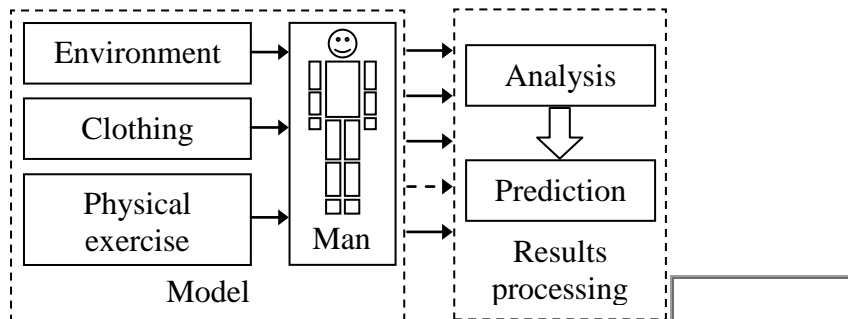 Environment
Clothing
Physical
exercise
Man
Model
Analysis
Prediction
Results
processing